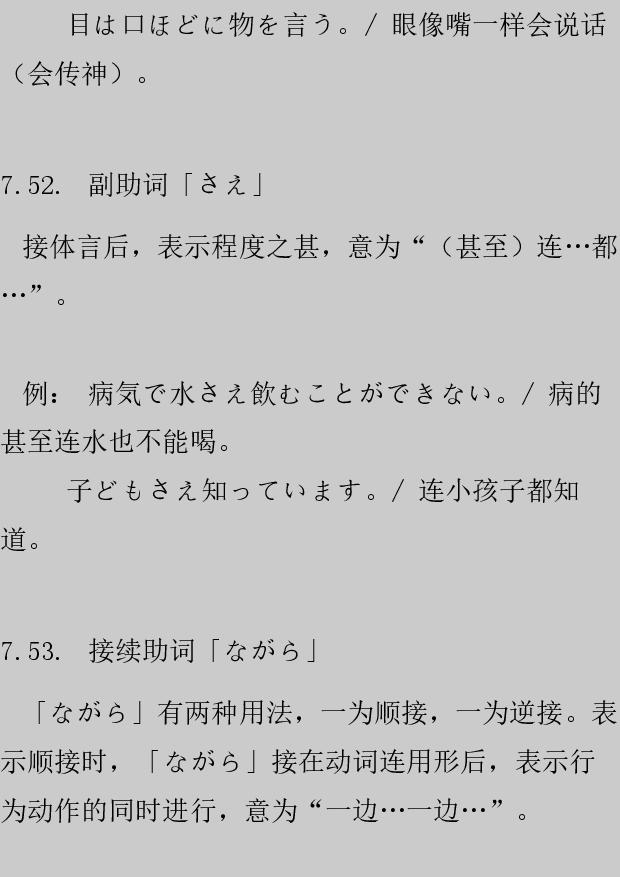 目は口ほどに物を言う。/ 眼像嘴一样会说话
（会传神）。
7.52.　副助词「さえ」
接体言后，表示程度之甚，意为“（甚至）连…都
…”。
例：　病気で水さえ飲むことができない。/ 病的
甚至连水也不能喝。
子どもさえ知っています。/ 连小孩子都知
道。
7.53.　接续助词「ながら」
「ながら」有两种用法，一为顺接，一为逆接。表
示顺接时，「ながら」接在动词连用形后，表示行
为动作的同时进行，意为“一边…一边…”。